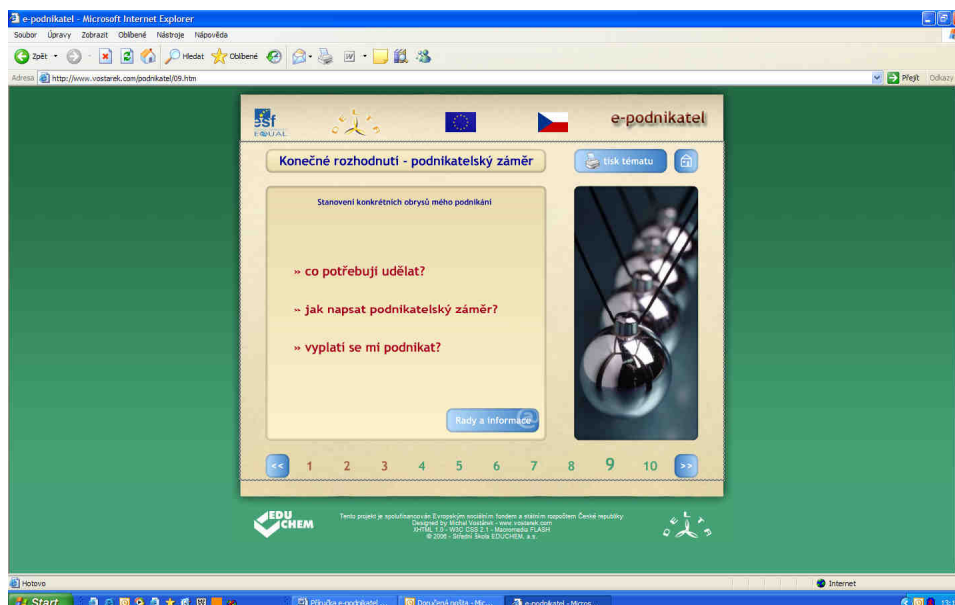 e-podnikatel - Microsoft Internet Explorer
Soubor Úpravy Zobrazit Oblíbené Nástroje Nápověda
Zpět Hledat Oblíbené
Adresa http://www.vostarek.com/podnikatel/09.htm Přejít Odkazy
esf
EQUAL
e-podnikatel
Konečné rozhodnutí - podnikatelský záměr
tisk tématu
Stanovení konkrétních obrysů mého podnikání
» co potřebuji udělat?
» jak napsat podnikatelský záměr?
» vyplatí se mi podnikat?
Rady a informace
<< 1 2 3 4 5 6 7 8 9 10 >>
EDU
CHEM
Tento projekt je spolufinancován Evropským sociálním fondem a státním rozpočtem České republiky
Designed by Michal Vostárek - www.vostarek.com
XHTML 1.0 - W3C CSS 2.1 - Macromedia FLASH
© 2006 - Střední škola EDUCHEM, a.s.
DELTA
Hotovo Internet
Start Příručka e-podnikatel ... Doručená pošta - Mic... e-podnikatel - Micros...